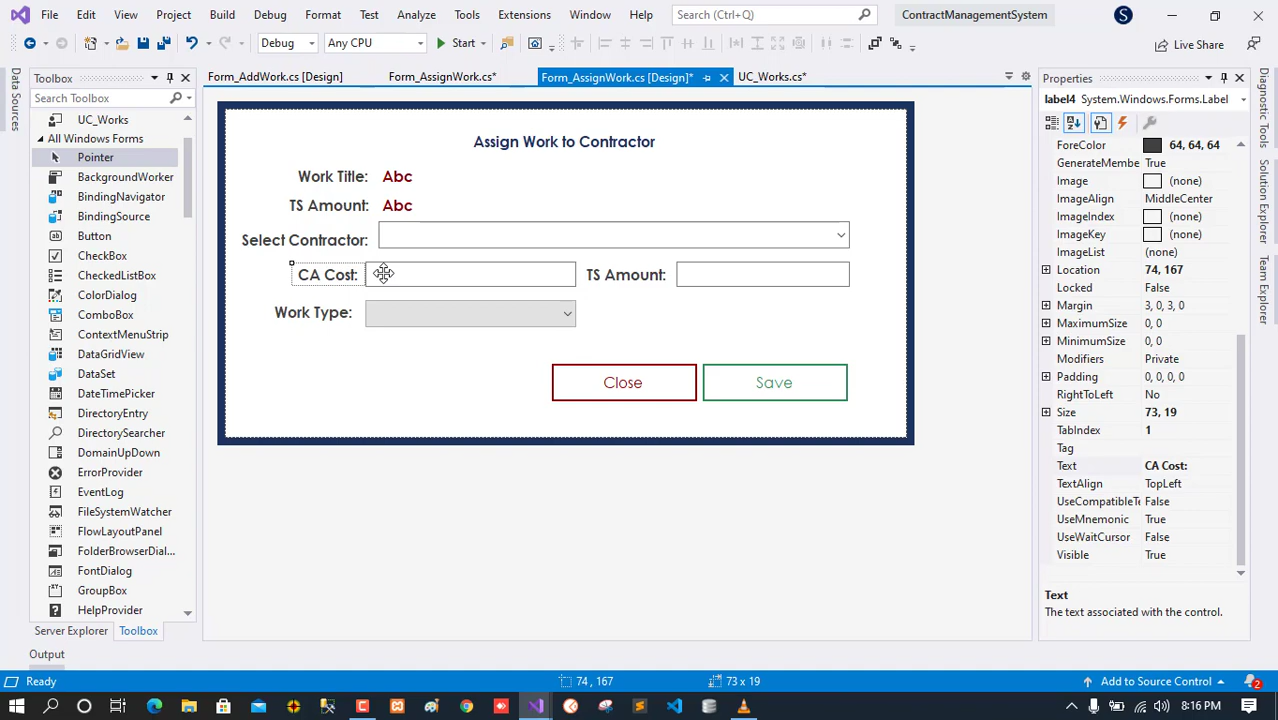 File Edit View Project Build Debug Format Test Analyze Tools Extensions Window Help Search (Ctrl+Q) ContractManagementSystem S
Debug Any CPU Start Live Share
Data Sources
Toolbox
Form_AddWork.cs [Design] Form_AssignWork.cs* Form_AssignWork.cs [Design]* UC_Works.cs*
Properties
Search Toolbox
UC_Works
All Windows Forms
Pointer
BackgroundWorker
BindingNavigator
BindingSource
Button
CheckBox
CheckedListBox
ColorDialog
ComboBox
ContextMenuStrip
DataGridView
DataSet
DateTimePicker
DirectoryEntry
DirectorySearcher
DomainUpDown
ErrorProvider
EventLog
FileSystemWatcher
FlowLayoutPanel
FolderBrowserDial...
FontDialog
GroupBox
HelpProvider
Server Explorer Toolbox
Output
Assign Work to Contractor
Work Title: Abc
TS Amount: Abc
Select Contractor:
CA Cost: TS Amount:
Work Type:
Close Save
label4 System.Windows.Forms.Label
ForeColor 64, 64, 64
GenerateMembe True
Image (none)
ImageAlign MiddleCenter
ImageIndex (none)
ImageKey (none)
ImageList (none)
Location 74, 167
Locked False
Margin 3, 0, 3, 0
MaximumSize 0, 0
MinimumSize 0, 0
Modifiers Private
Padding 0, 0, 0, 0
RightToLeft No
Size 73, 19
TabIndex 1
Tag
Text CA Cost:
TextAlign TopLeft
UseCompatibleTe False
UseMnemonic True
UseWaitCursor False
Visible True
Text
The text associated with the control.
Diagnostic Tools
Solution Explorer
Properties
Ready 74 , 167 73 x 19 Add to Source Control 2
8:16 PM